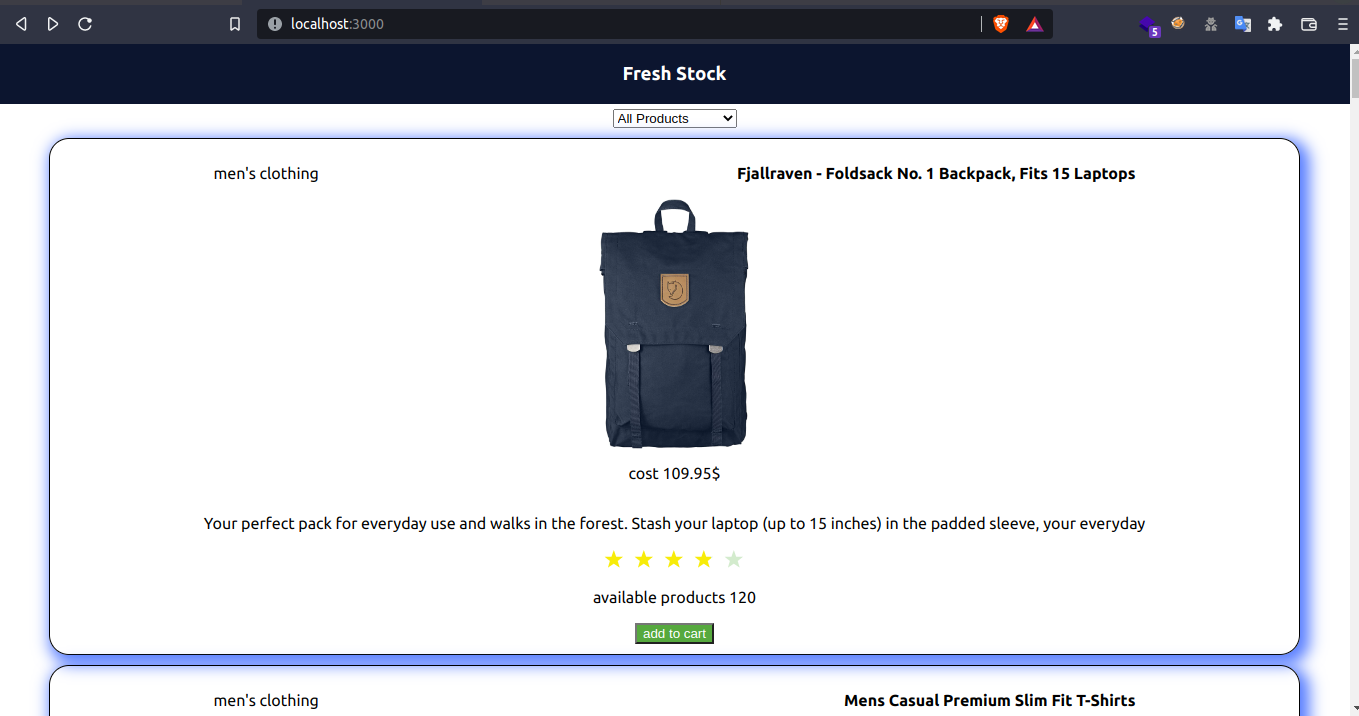 localhost:3000
5
Fresh Stock
All Products
men's clothing
Fjallraven - Foldsack No. 1 Backpack, Fits 15 Laptops
cost 109.95$
Your perfect pack for everyday use and walks in the forest. Stash your laptop (up to 15 inches) in the padded sleeve, your everyday
available products 120
add to cart
men's clothing
Mens Casual Premium Slim Fit T-Shirts